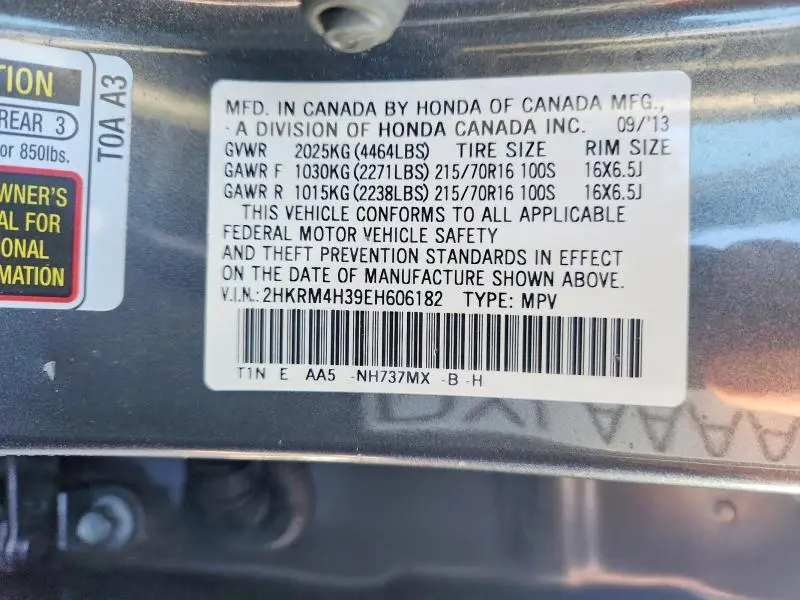 TION
REAR 3
or 850lbs.
WNER'S
AL FOR
ONAL
MATION
T0A A3
MFD. IN CANADA BY HONDA OF CANADA MFG.,
A DIVISION OF HONDA CANADA INC. 09/'13
GVWR 2025KG (4464LBS) TIRE SIZE RIM SIZE
GAWR F 1030KG (2271LBS) 215/70R16 100S 16X6.5J
GAWR R 1015KG (2238LBS) 215/70R16 100S 16X6.5J
THIS VEHICLE CONFORMS TO ALL APPLICABLE
FEDERAL MOTOR VEHICLE SAFETY
AND THEFT PREVENTION STANDARDS IN EFFECT
ON THE DATE OF MANUFACTURE SHOWN ABOVE.
V.I.N.: 2HKRM4H39EH606182 TYPE: MPV
T1N E AA5 -NH737MX -B -H